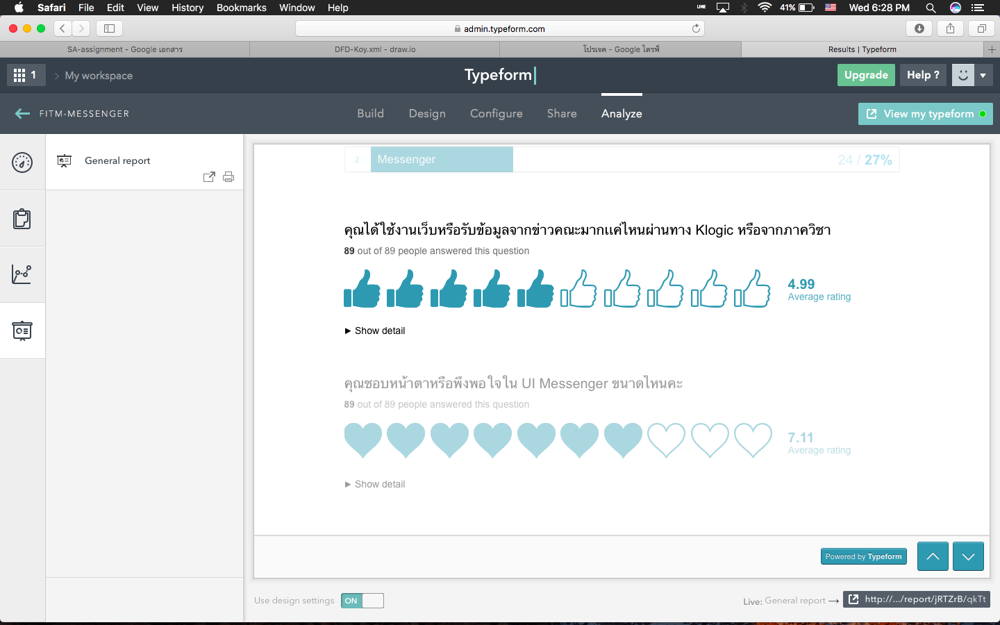 Safari File Edit View History Bookmarks Window Help LINE 41% Wed 6:28 PM
admin.typeform.com
SA-assignment - Google เอกสาร DFD-Koy.xml - draw.io โปรเจค - Google ไดรฟ์ Results | Typeform
1 My workspace Typeform Upgrade Help ?
FITM-MESSENGER Build Design Configure Share Analyze View my typeform
General report
2 Messenger 24 / 27%
คุณได้ใช้งานเว็บหรือรับข้อมูลจากข่าวคณะมากแค่ไหนผ่านทาง Klogic หรือจากภาควิชา
89 out of 89 people answered this question
4.99
Average rating
► Show detail
คุณชอบหน้าตาหรือพึงพอใจใน UI Messenger ขนาดไหนคะ
89 out of 89 people answered this question
7.11
Average rating
► Show detail
Powered by Typeform
Use design settings ON Live: General report → http://.../report/jRTZrB/qkTt